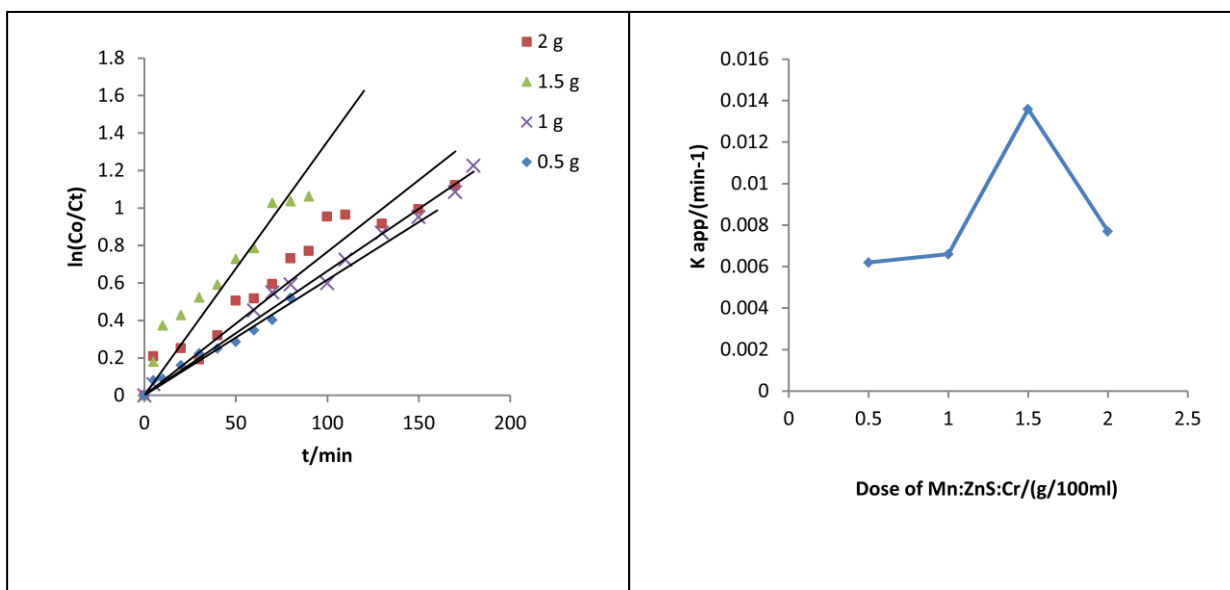 2 g
1.5 g
1 g
0.5 g
1.8
1.6
1.4
1.2
1
0.8
0.6
0.4
0.2
0
ln(Co/Ct)
0 50 100 150 200
t/min
0.016
0.014
0.012
0.01
0.008
0.006
0.004
0.002
0
K app/(min-1)
0 0.5 1 1.5 2 2.5
Dose of Mn:ZnS:Cr/(g/100ml)